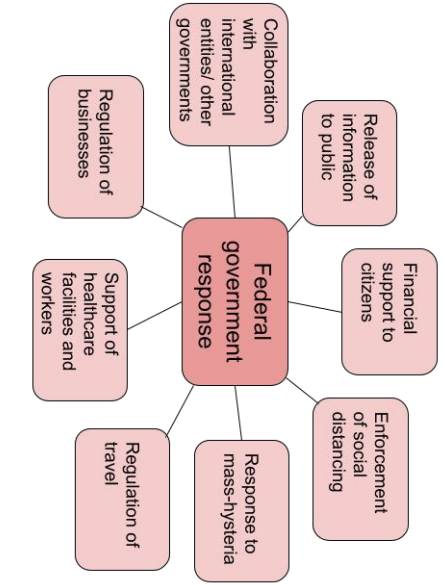 Federal
government
response
Financial
support to
citizens
Enforcement
of social
distancing
Response to
mass-hysteria
Regulation of
travel
Support of
healthcare
facilities and
workers
Regulation of
businesses
Collaboration
with
international
entities/ other
governments
Release of
information
to public